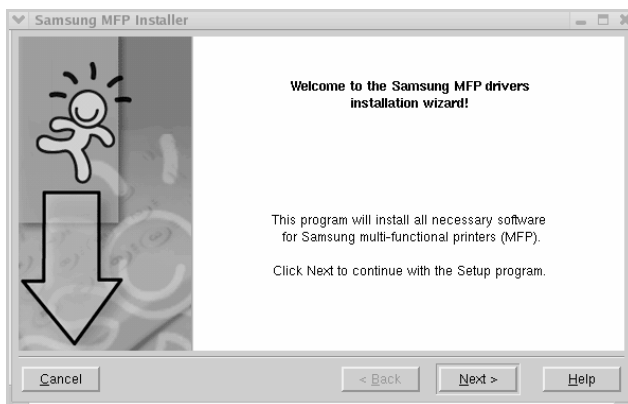 Samsung MFP Installer
Welcome to the Samsung MFP drivers
installation wizard!
This program will install all necessary software
for Samsung multi-functional printers (MFP).
Click Next to continue with the Setup program.
Cancel
< Back
Next >
Help